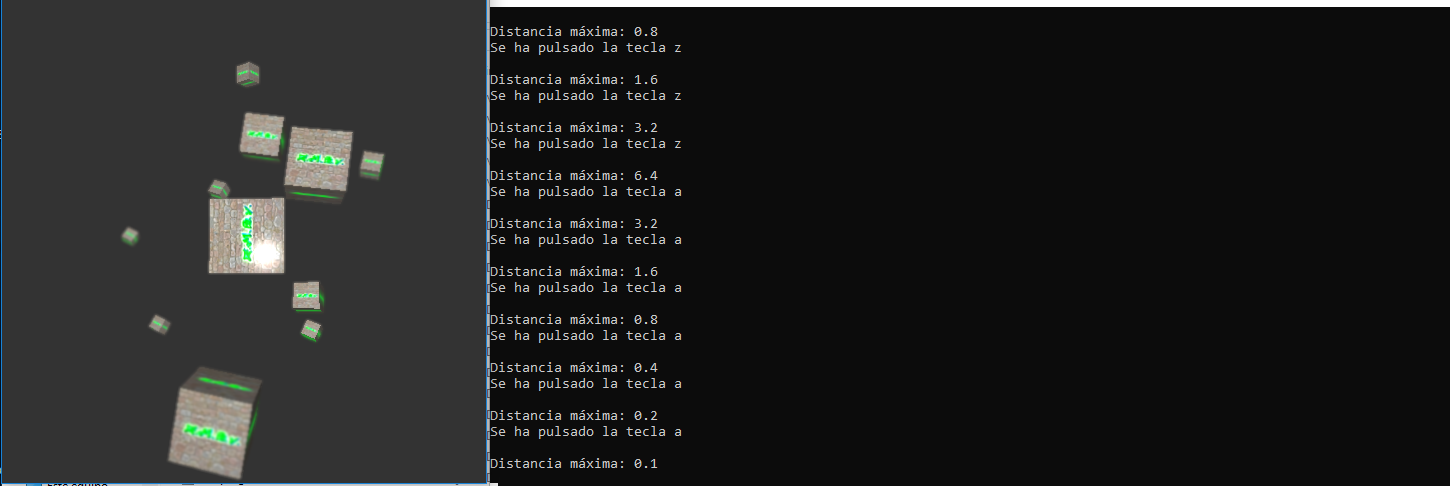 Distancia máxima: 0.8
Se ha pulsado la tecla z
Distancia máxima: 1.6
Se ha pulsado la tecla z
Distancia máxima: 3.2
Se ha pulsado la tecla z
Distancia máxima: 6.4
Se ha pulsado la tecla a
Distancia máxima: 3.2
Se ha pulsado la tecla a
Distancia máxima: 1.6
Se ha pulsado la tecla a
Distancia máxima: 0.8
Se ha pulsado la tecla a
Distancia máxima: 0.4
Se ha pulsado la tecla a
Distancia máxima: 0.2
Se ha pulsado la tecla a
Distancia máxima: 0.1